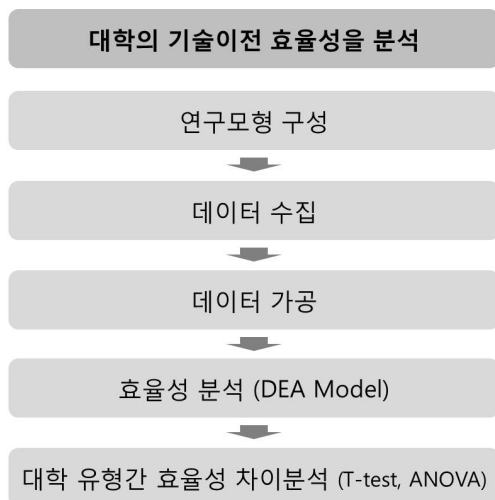 대학의 기술이전 효율성을 분석
연구모형 구성
데이터 수집
데이터 가공
효율성 분석 (DEA Model)
대학 유형간 효율성 차이분석 (T-test, ANOVA)